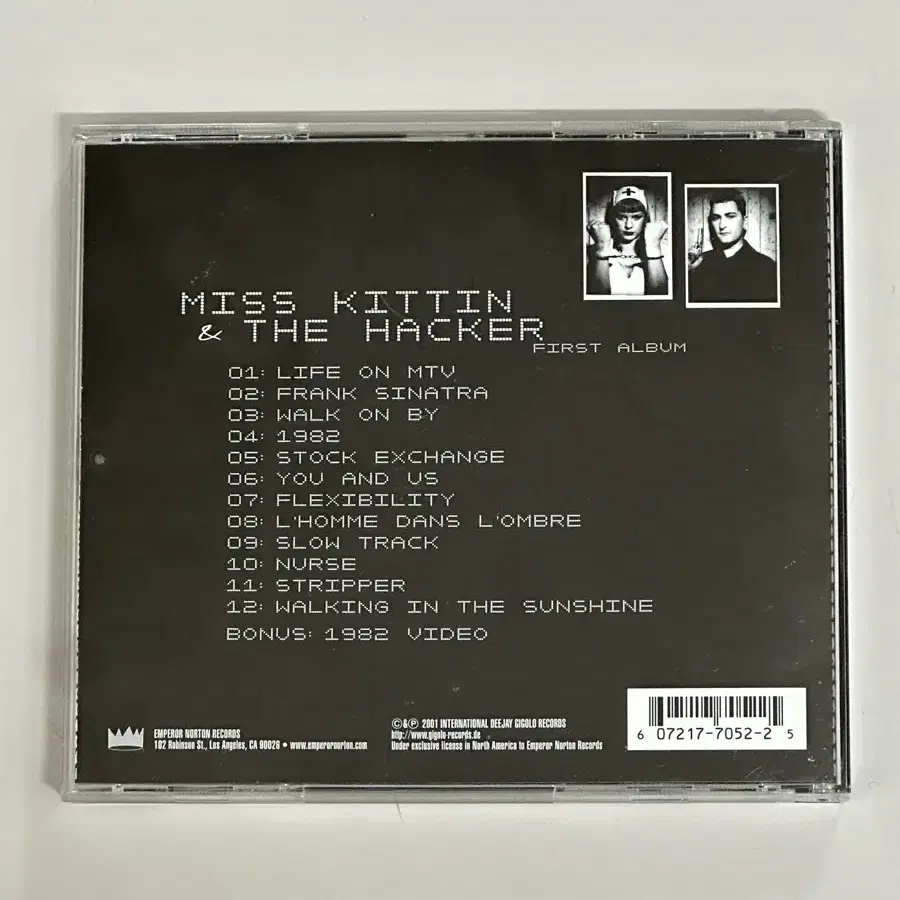 MISS KITTIN
& THE HACKER
FIRST ALBUM
01: LIFE ON MTV
02: FRANK SINATRA
03: WALK ON BY
04: 1982
05: STOCK EXCHANGE
06: YOU AND US
07: FLEXIBILITY
08: L'HOMME DANS L'OMBRE
09: SLOW TRACK
10: NURSE
11: STRIPPER
12: WALKING IN THE SUNSHINE
BONUS: 1982 VIDEO
EMPEROR NORTON RECORDS
102 Robinson St., Los Angeles, CA 90026 • www.emperornorton.com
©&℗ 2001 INTERNATIONAL DEEJAY GIGOLO RECORDS
http://www.gigolo-records.de
Under exclusive license in North America to Emperor Norton Records
6 07217-7052-2 5